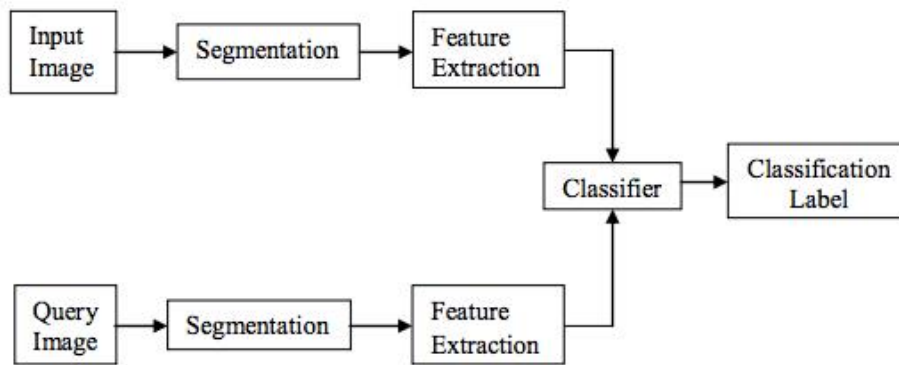 Input
Image
Segmentation
Feature
Extraction
Classifier
Classification
Label
Query
Image
Segmentation
Feature
Extraction